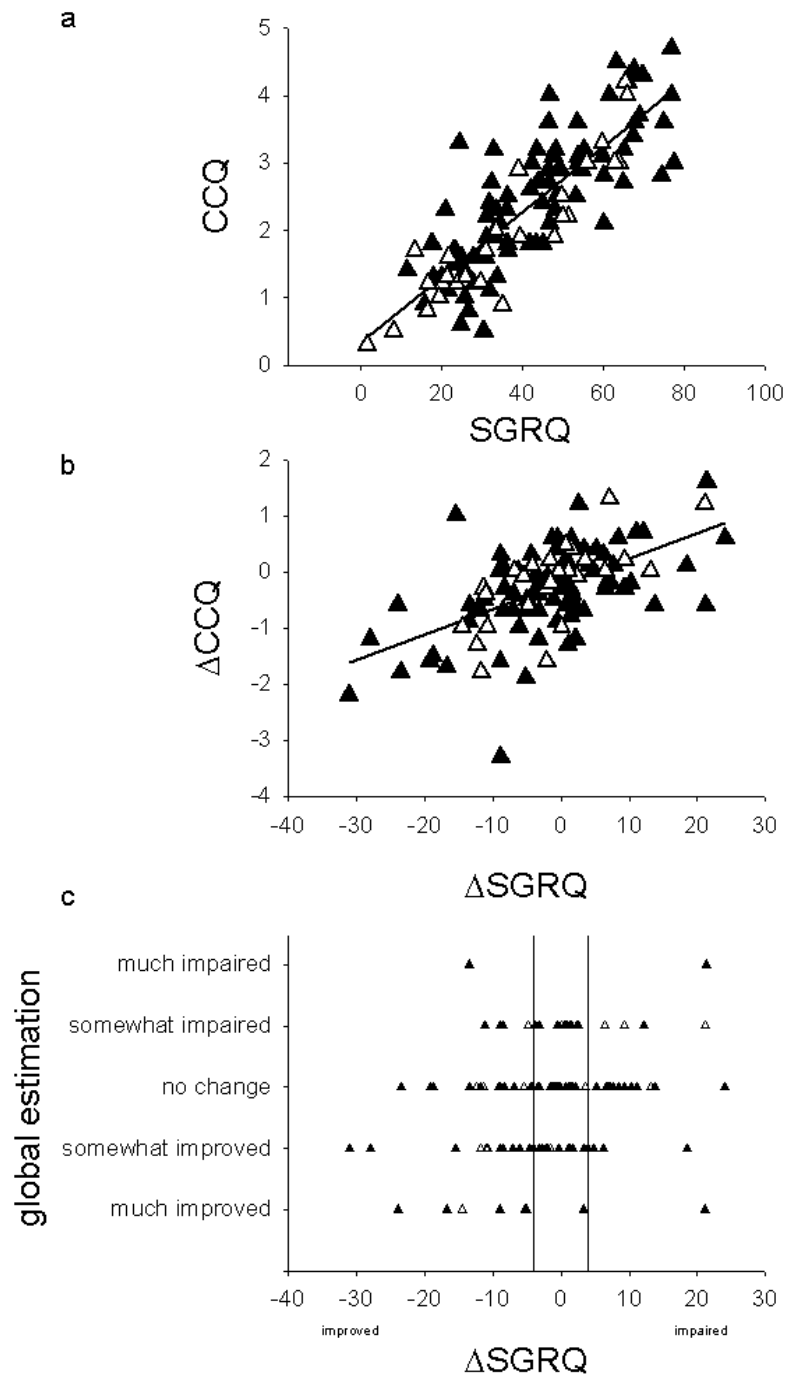 a
5
4
3
2
1
0
CCQ
0 20 40 60 80 100
SGRQ
b
2
1
0
-1
-2
-3
-4
ΔCCQ
-40 -30 -20 -10 0 10 20 30
ΔSGRQ
c
global estimation
much impaired
somewhat impaired
no change
somewhat improved
much improved
-40 -30 -20 -10 0 10 20 30
improved impaired
ΔSGRQ